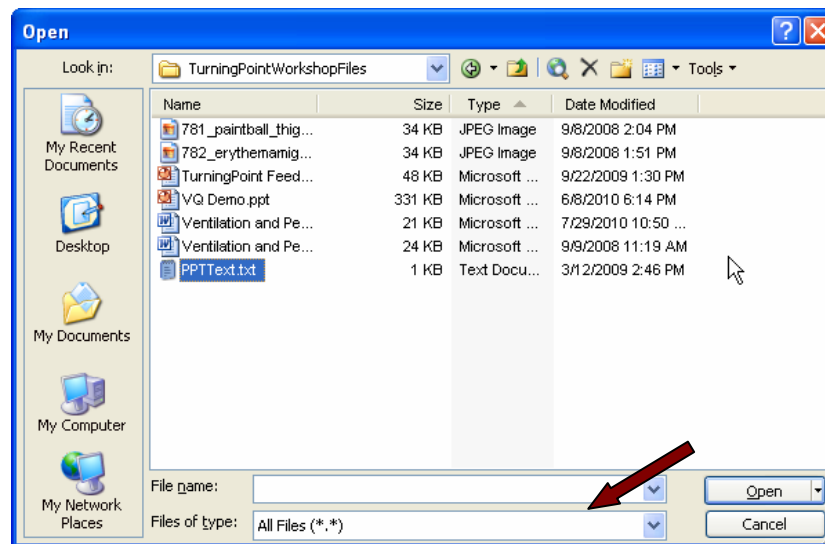 Open
Look in: TurningPointWorkshopFiles Tools
Name Size Type Date Modified
781_paintball_thig... 34 KB JPEG Image 9/8/2008 2:04 PM
782_erythemamig... 34 KB JPEG Image 9/8/2008 1:51 PM
TurningPoint Feed... 48 KB Microsoft ... 9/22/2009 1:30 PM
VQ Demo.ppt 331 KB Microsoft ... 6/8/2010 6:14 PM
Ventilation and Pe... 21 KB Microsoft ... 7/29/2010 10:50 ...
Ventilation and Pe... 24 KB Microsoft ... 9/9/2008 11:19 AM
PPTText.txt 1 KB Text Docu... 3/12/2009 2:46 PM
My Recent
Documents
Desktop
My Documents
My Computer
My Network
Places
File name: Open
Files of type: All Files (*.*) Cancel